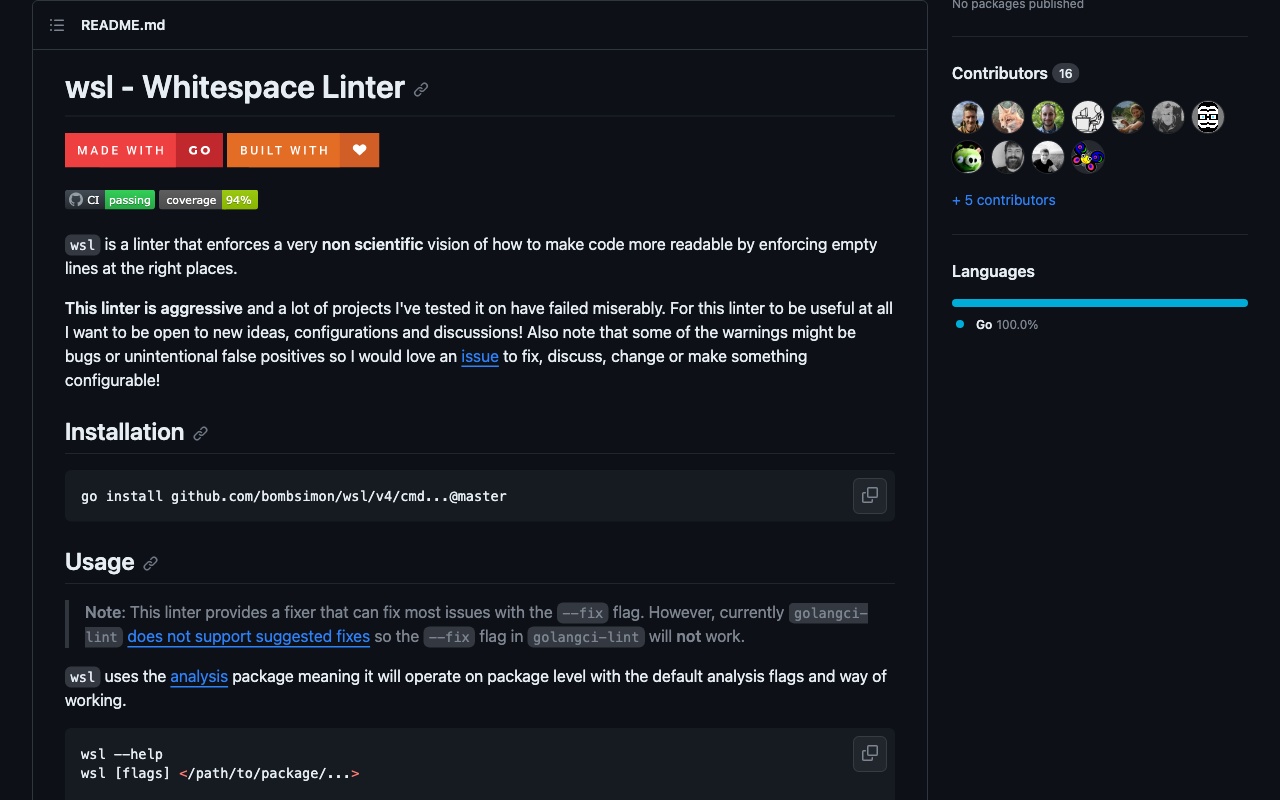 README.md
wsl - Whitespace Linter
MADE WITH GO BUILT WITH
CI passing coverage 94%
wsl is a linter that enforces a very non scientific vision of how to make code more readable by enforcing empty
lines at the right places.
This linter is aggressive and a lot of projects I've tested it on have failed miserably. For this linter to be useful at all
I want to be open to new ideas, configurations and discussions! Also note that some of the warnings might be
bugs or unintentional false positives so I would love an issue to fix, discuss, change or make something
configurable!
Installation
go install github.com/bombsimon/wsl/v4/cmd...@master
Usage
Note: This linter provides a fixer that can fix most issues with the --fix flag. However, currently golangci-
lint does not support suggested fixes so the --fix flag in golangci-lint will not work.
wsl uses the analysis package meaning it will operate on package level with the default analysis flags and way of
working.
wsl --help
wsl [flags] </path/to/package/...>
No packages published
Contributors 16
+ 5 contributors
Languages
Go 100.0%